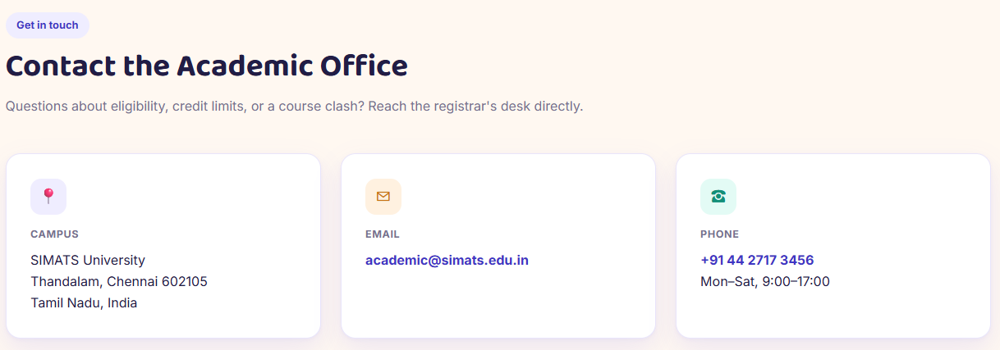 Get in touch
Contact the Academic Office
Questions about eligibility, credit limits, or a course clash? Reach the registrar's desk directly.
CAMPUS
SIMATS University
Thandalam, Chennai 602105
Tamil Nadu, India
EMAIL
academic@simats.edu.in
PHONE
+91 44 2717 3456
Mon–Sat, 9:00–17:00